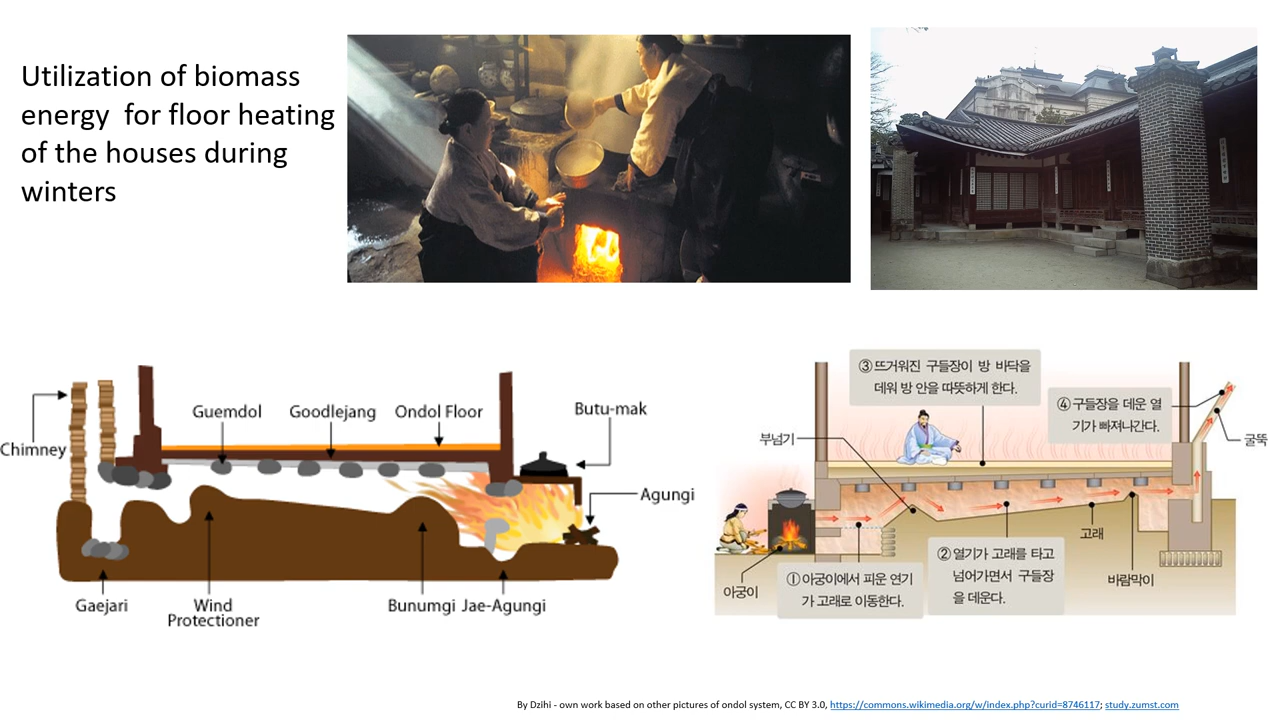 Utilization of biomass
energy  for floor heating
of the houses during
winters
Guemdol
Goodlejang
Ondol Floor
Butu-mak
Chimney
Agungi
Gaejari
Wind
Protectioner
Bunumgi
Jae-Agungi
③ 뜨거워진 구들장이 방 바닥을
데워 방 안을 따뜻하게 한다.
④ 구들장을 데운 열
기가 빠져나간다.
부넘기
굴뚝
고래
바람막이
아궁이
① 아궁이에서 피운 연기
가 고래로 이동한다.
② 열기가 고래를 타고
넘어가면서 구들장
을 데운다.
By Dzihi - own work based on other pictures of ondol system, CC BY 3.0, https://commons.wikimedia.org/w/index.php?curid=8746117; study.zumst.com